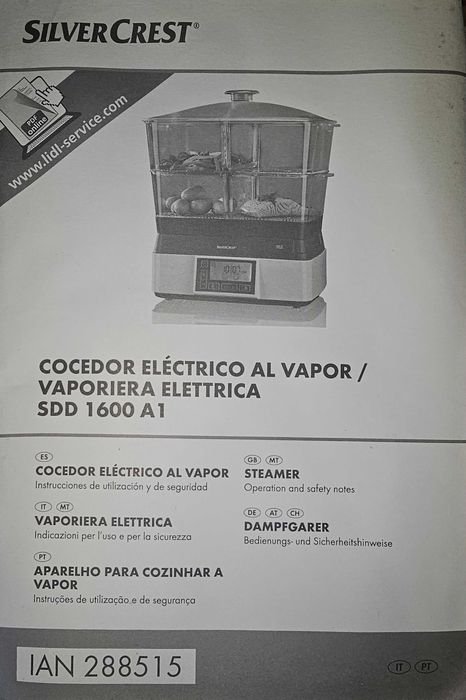 SILVERCREST®
PDF online
www.lidl-service.com
SILVERCREST
COCEDOR ELÉCTRICO AL VAPOR /
VAPORIERA ELETTRICA
SDD 1600 A1
ES
COCEDOR ELÉCTRICO AL VAPOR
Instrucciones de utilización y de seguridad
IT MT
VAPORIERA ELETTRICA
Indicazioni per l'uso e per la sicurezza
PT
APARELHO PARA COZINHAR A
VAPOR
Instruções de utilização e de segurança
GB MT
STEAMER
Operation and safety notes
DE AT CH
DAMPFGARER
Bedienungs- und Sicherheitshinweise
IAN 288515
IT PT